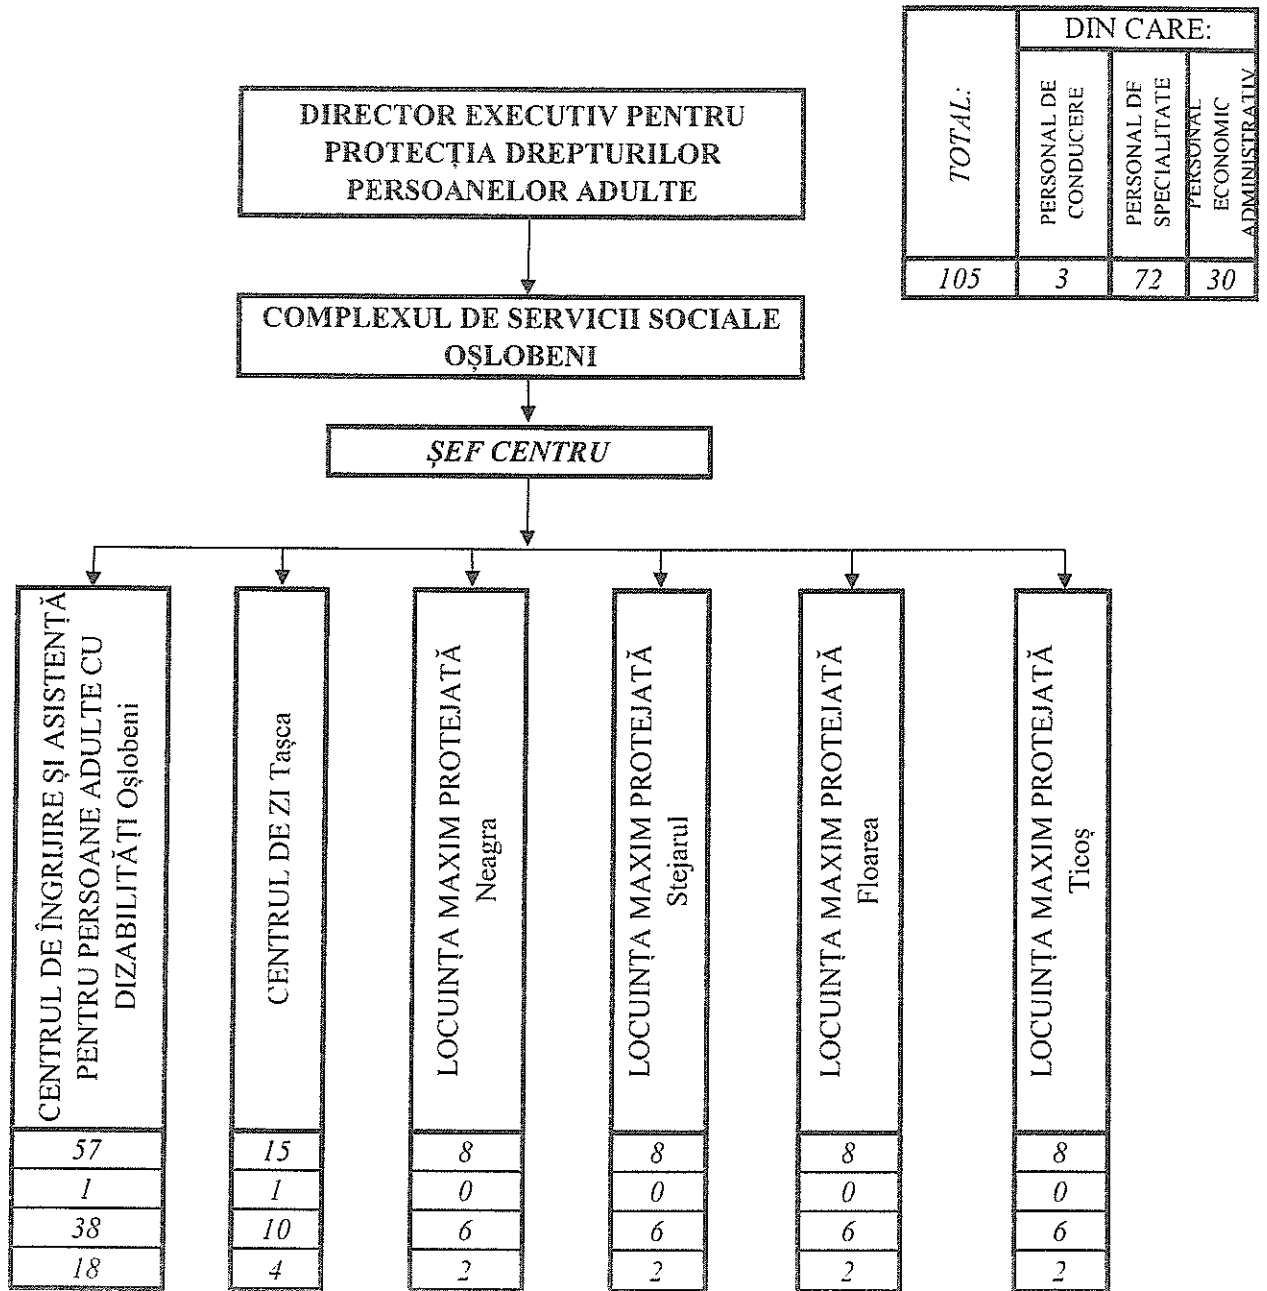 DIN CARE:
TOTAL:
PERSONAL DE
CONDUCERE
PERSONAL DE
SPECIALITATE
PERSONAL
ECONOMIC
ADMINISTRATIV
105 3 72 30
DIRECTOR EXECUTIV PENTRU
PROTECȚIA DREPTURILOR
PERSOANELOR ADULTE
COMPLEXUL DE SERVICII SOCIALE
OȘLOBENI
ȘEF CENTRU
CENTRUL DE ÎNGRIJIRE ȘI ASISTENȚĂ
PENTRU PERSOANE ADULTE CU
DIZABILITĂȚI Oșlobeni
57
1
38
18
CENTRUL DE ZI Tașca
15
1
10
4
LOCUINȚA MAXIM PROTEJATĂ
Neagra
8
0
6
2
LOCUINȚA MAXIM PROTEJATĂ
Stejarul
8
0
6
2
LOCUINȚA MAXIM PROTEJATĂ
Floarea
8
0
6
2
LOCUINȚA MAXIM PROTEJATĂ
Ticoș
8
0
6
2